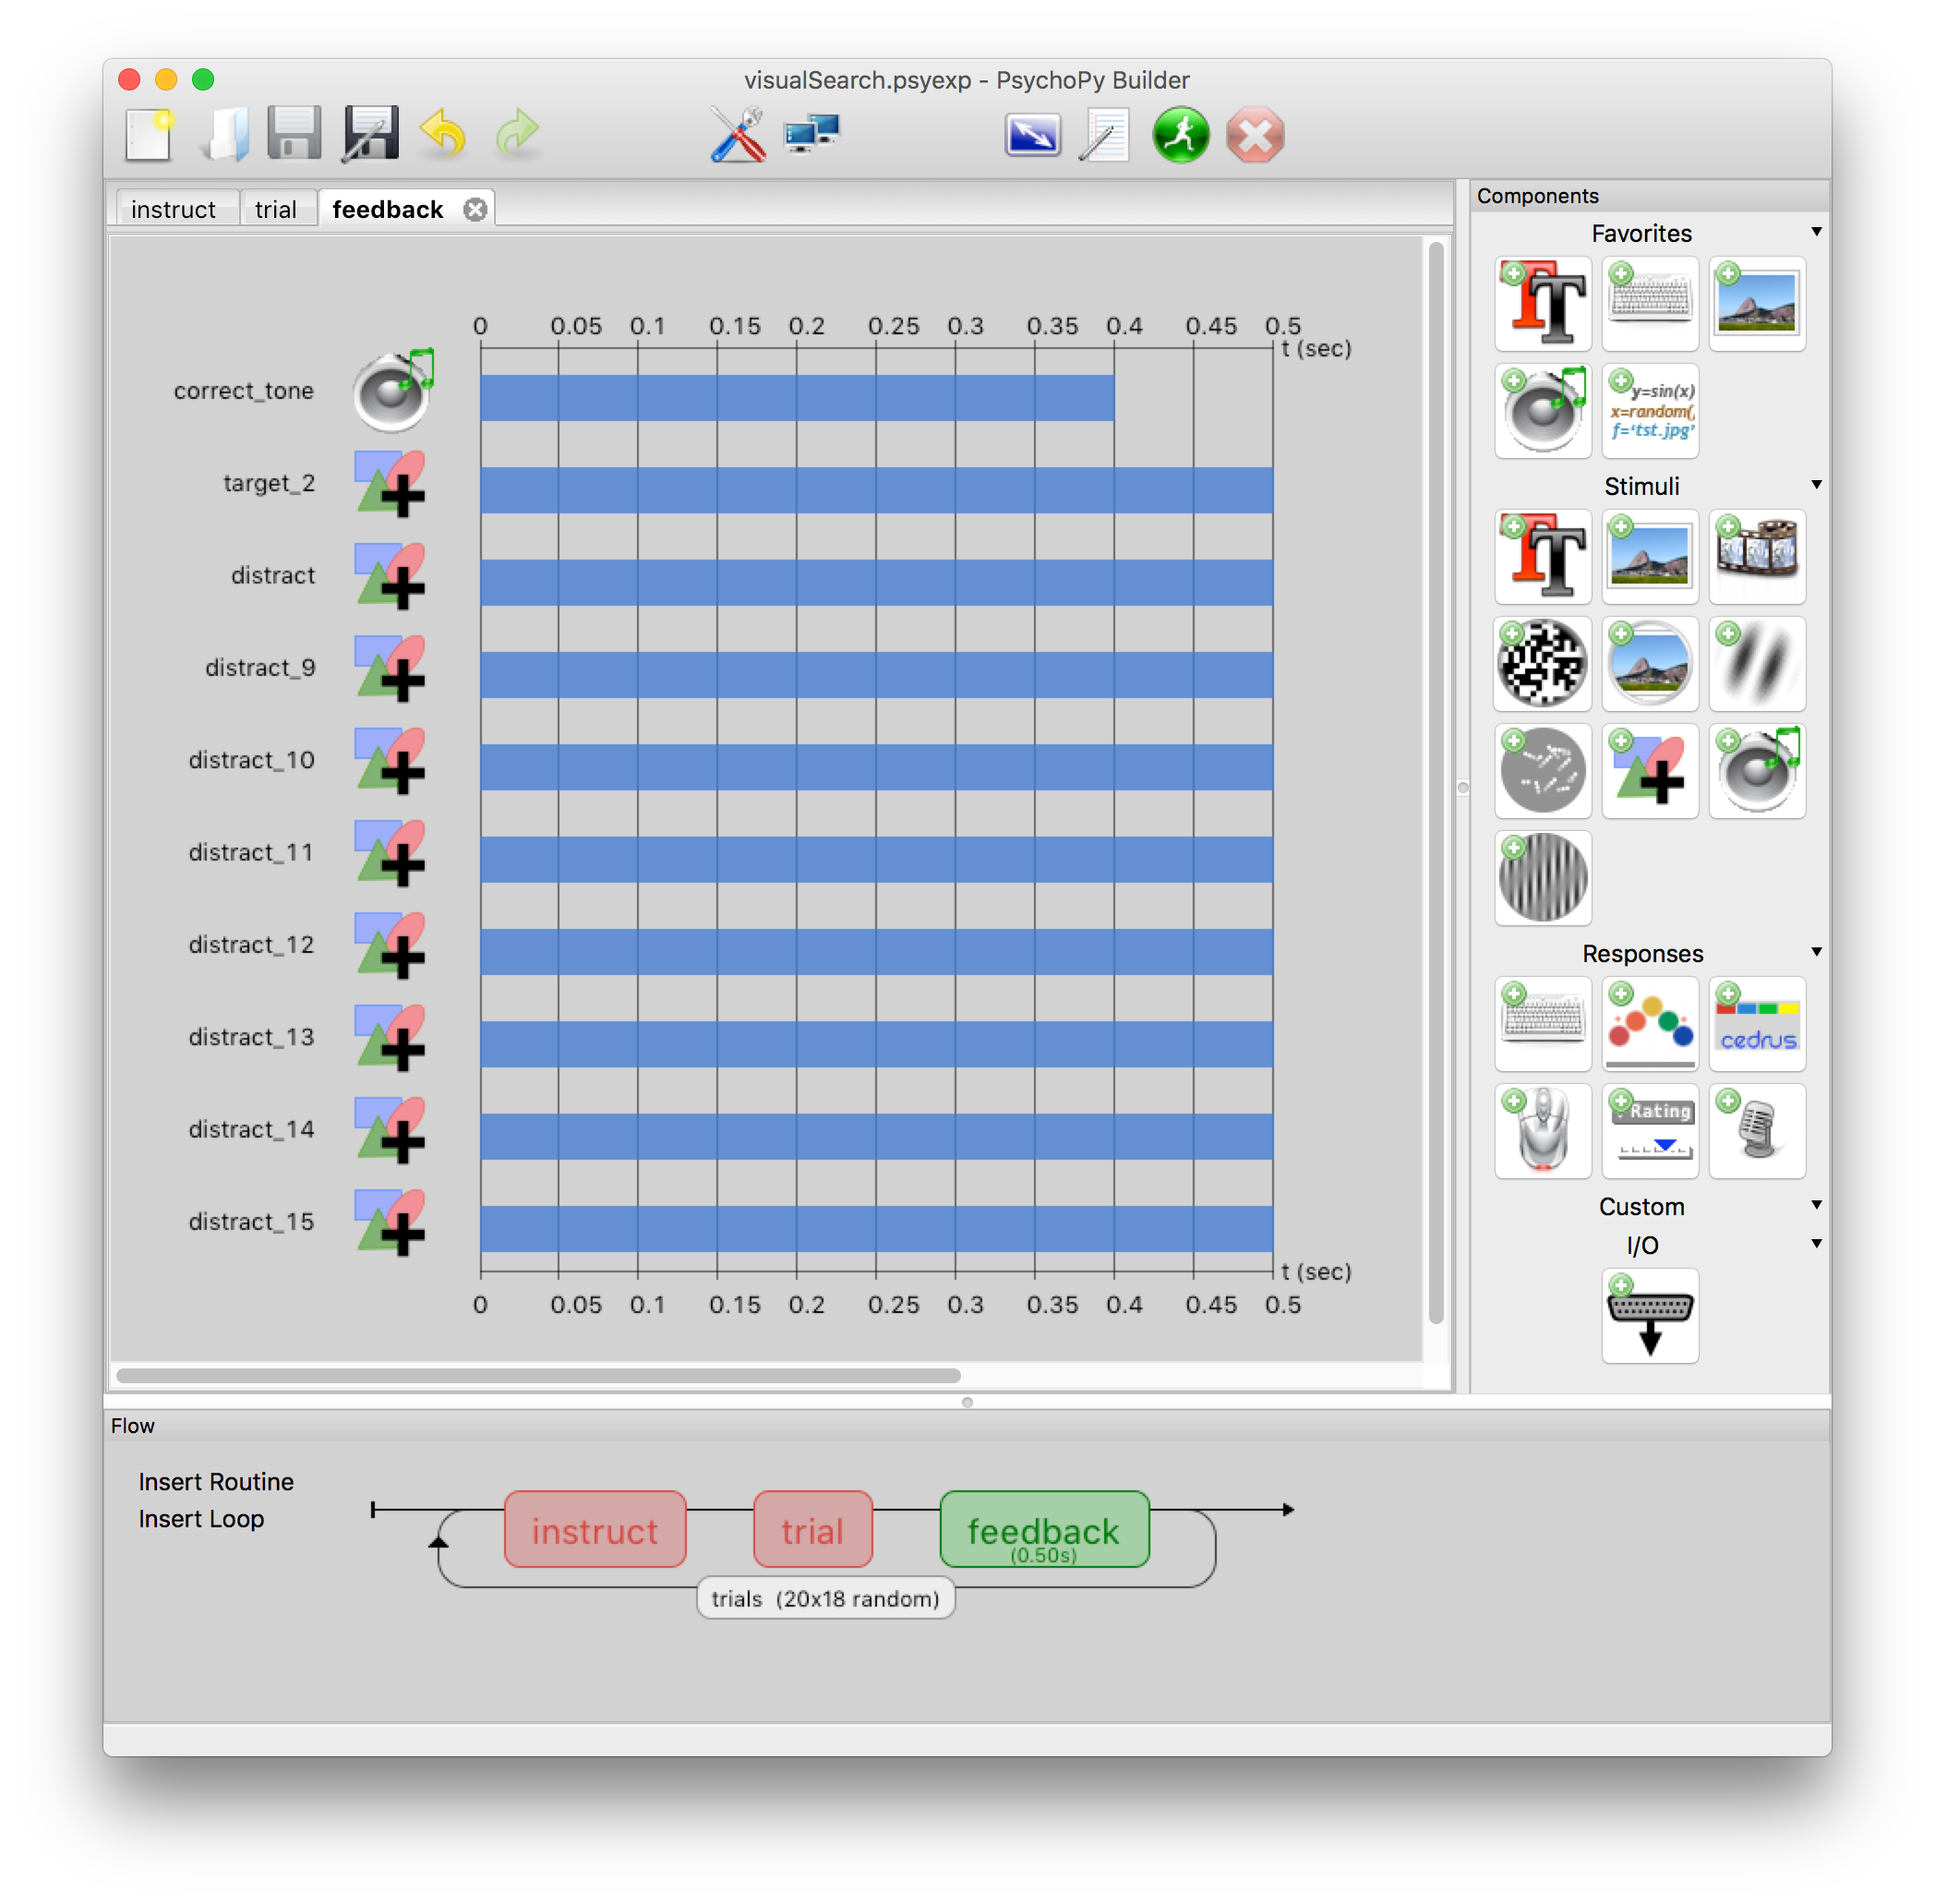 visualSearch.psyexp - PsychoPy Builder
instruct
trial
feedback
Components
Favorites
y=sin(x)
x=random(,
f='tst.jpg'
Stimuli
Responses
cedrus
Rating
Custom
I/O
0 0.05 0.1 0.15 0.2 0.25 0.3 0.35 0.4 0.45 0.5
t (sec)
correct_tone
target_2
distract
distract_9
distract_10
distract_11
distract_12
distract_13
distract_14
distract_15
t (sec)
0 0.05 0.1 0.15 0.2 0.25 0.3 0.35 0.4 0.45 0.5
Flow
Insert Routine
Insert Loop
instruct
trial
feedback
(0.50s)
trials (20x18 random)